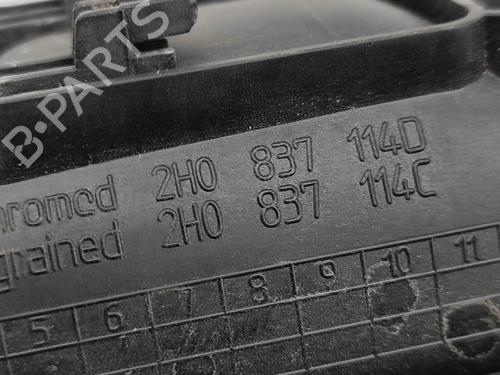 B-PARTS
hromed 2H0 837 114D
grained 2H0 837 114C
5 6 7 8 9 10 11